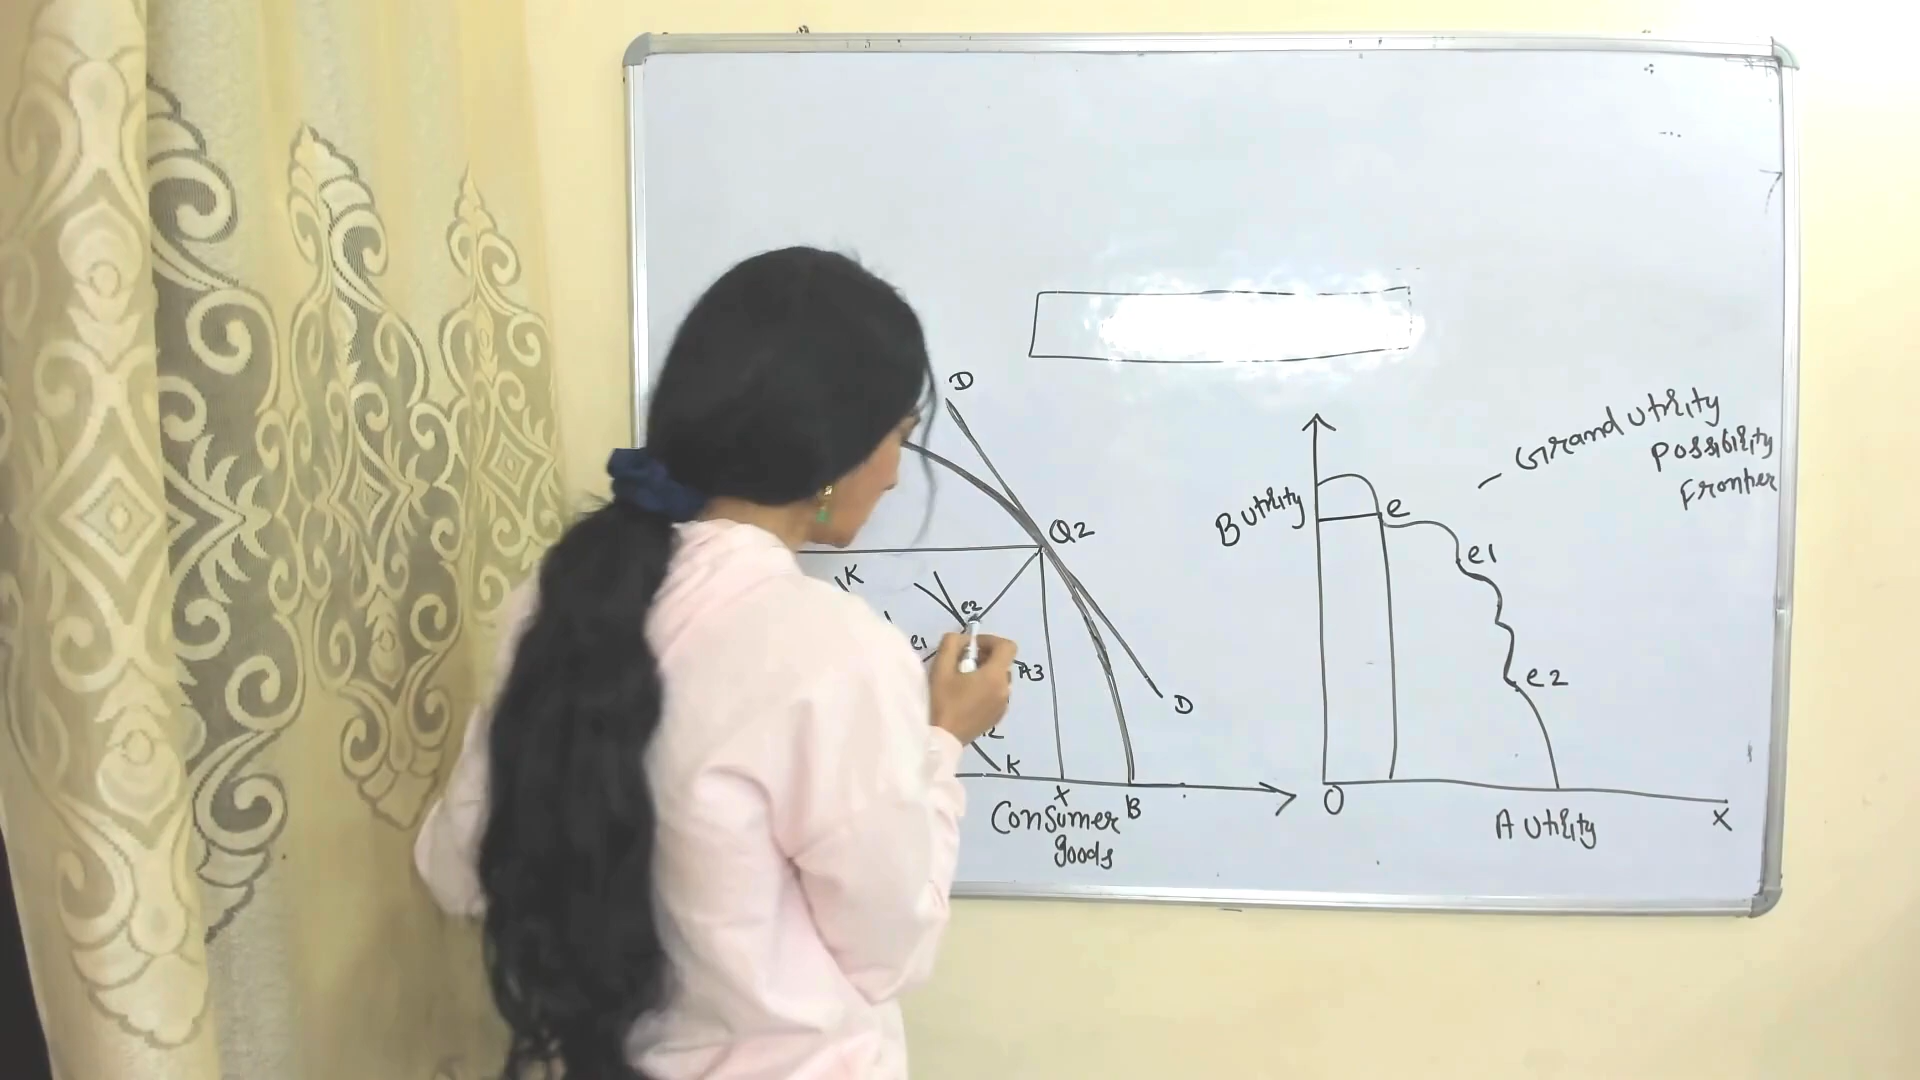 D
Q2
K
e2
e1
A3
K
D
X
B
Consumer
goods
Grand Utility
Possibility
Frontier
B Utility
e
e1
e2
O
A Utility
X